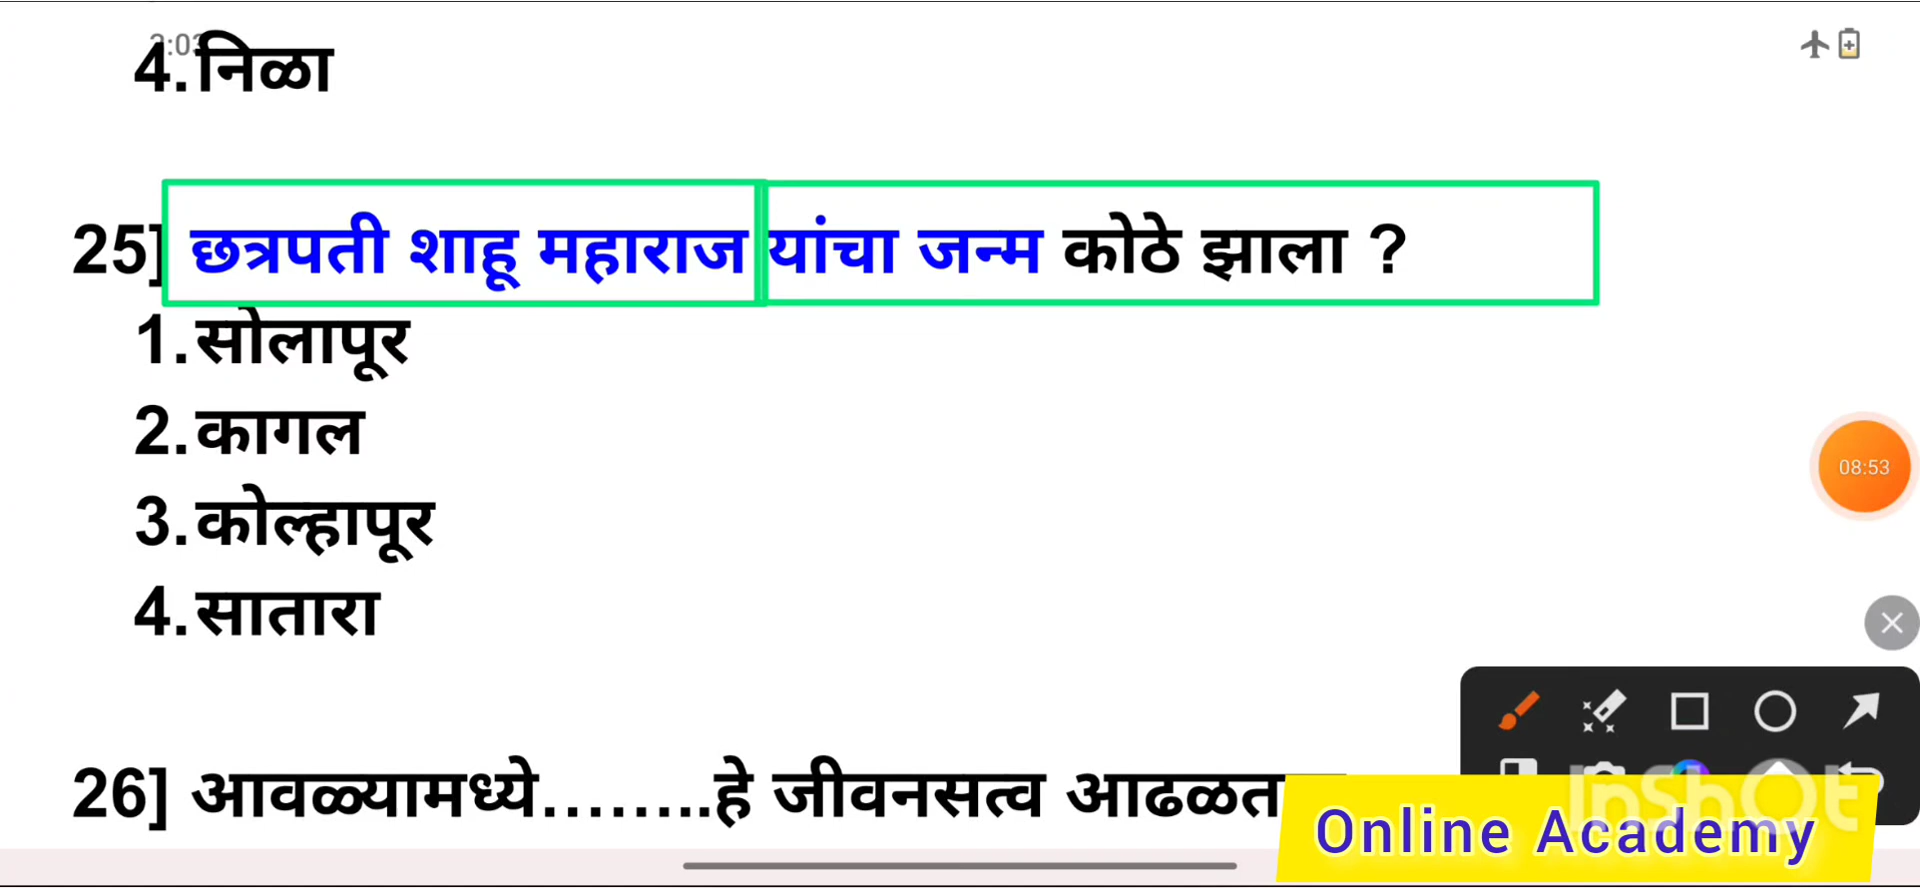 4. निळा
25] छत्रपती शाहू महाराज यांचा जन्म कोठे झाला ?
1. सोलापूर
2. कागल
08:53
3. कोल्हापूर
4. सातारा
26] आवळ्यामध्ये........हे जीवनसत्व आढळत
InShOt
Online Academy